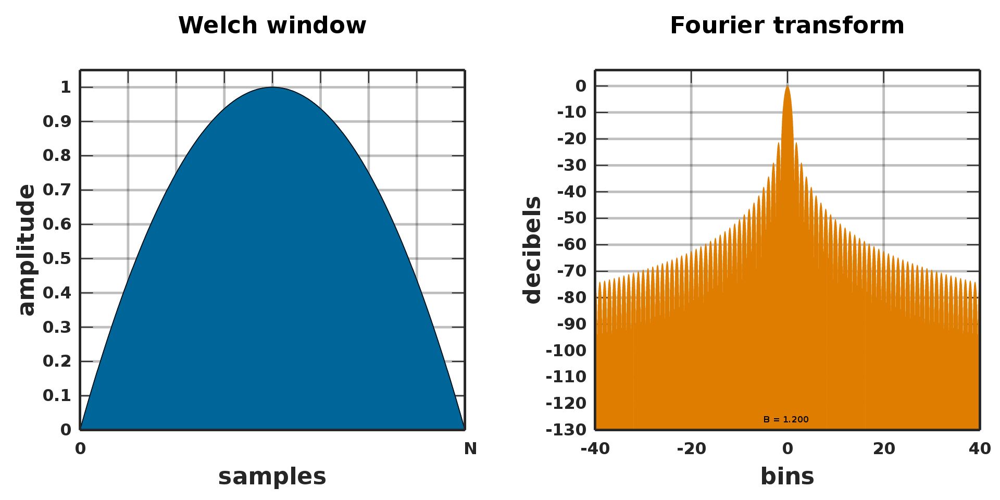 Welch window
amplitude
1
0.9
0.8
0.7
0.6
0.5
0.4
0.3
0.2
0.1
0
0 N
samples
Fourier transform
decibels
0
-10
-20
-30
-40
-50
-60
-70
-80
-90
-100
-110
-120
-130
B = 1.200
-40 -20 0 20 40
bins